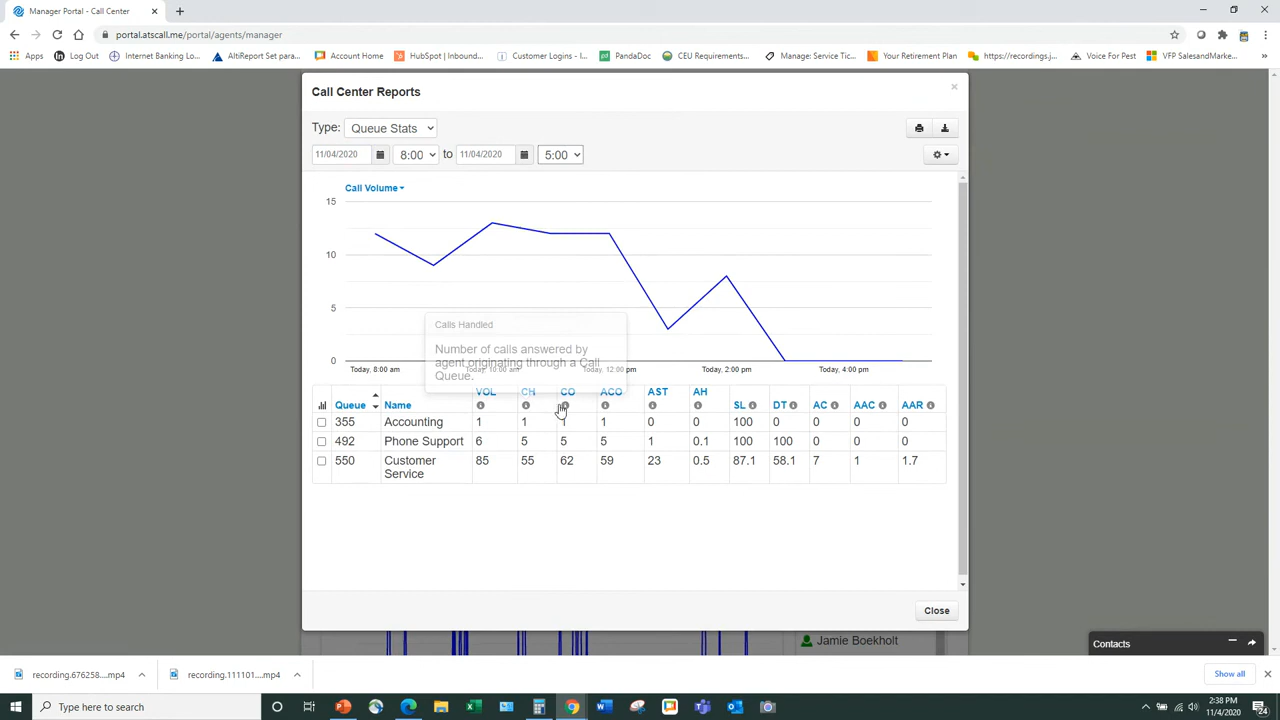 Manager Portal - Call Center
portal.atscall.me/portal/agents/manager
Apps
Log Out
Internet Banking Lo...
AltiReport Set para...
Account Home
HubSpot | Inbound...
Customer Logins - I...
PandaDoc
CEU Requirements...
Manage: Service Tic...
Your Retirement Plan
https://recordings.j...
Voice For Pest
VFP SalesandMarke...
Call Center Reports
Type: Queue Stats
11/04/2020 8:00 to 11/04/2020 5:00
Call Volume
15
10
5
0
Today, 8:00 am Today, 10:00 am Today, 12:00 pm Today, 2:00 pm Today, 4:00 pm
Calls Handled
Number of calls answered by
agent originating through a Call
Queue.
Queue Name VOL CH CO ACO AST AH SL DT AC AAC AAR
355 Accounting 1 1 1 1 0 0 100 0 0 0 0
492 Phone Support 6 5 5 5 1 0.1 100 100 0 0 0
550 Customer Service 85 55 62 59 23 0.5 87.1 58.1 7 1 1.7
Close
Jamie Boekholt
Contacts
recording.676258....mp4
recording.111101....mp4
Show all
Type here to search
2:38 PM
11/4/2020
24